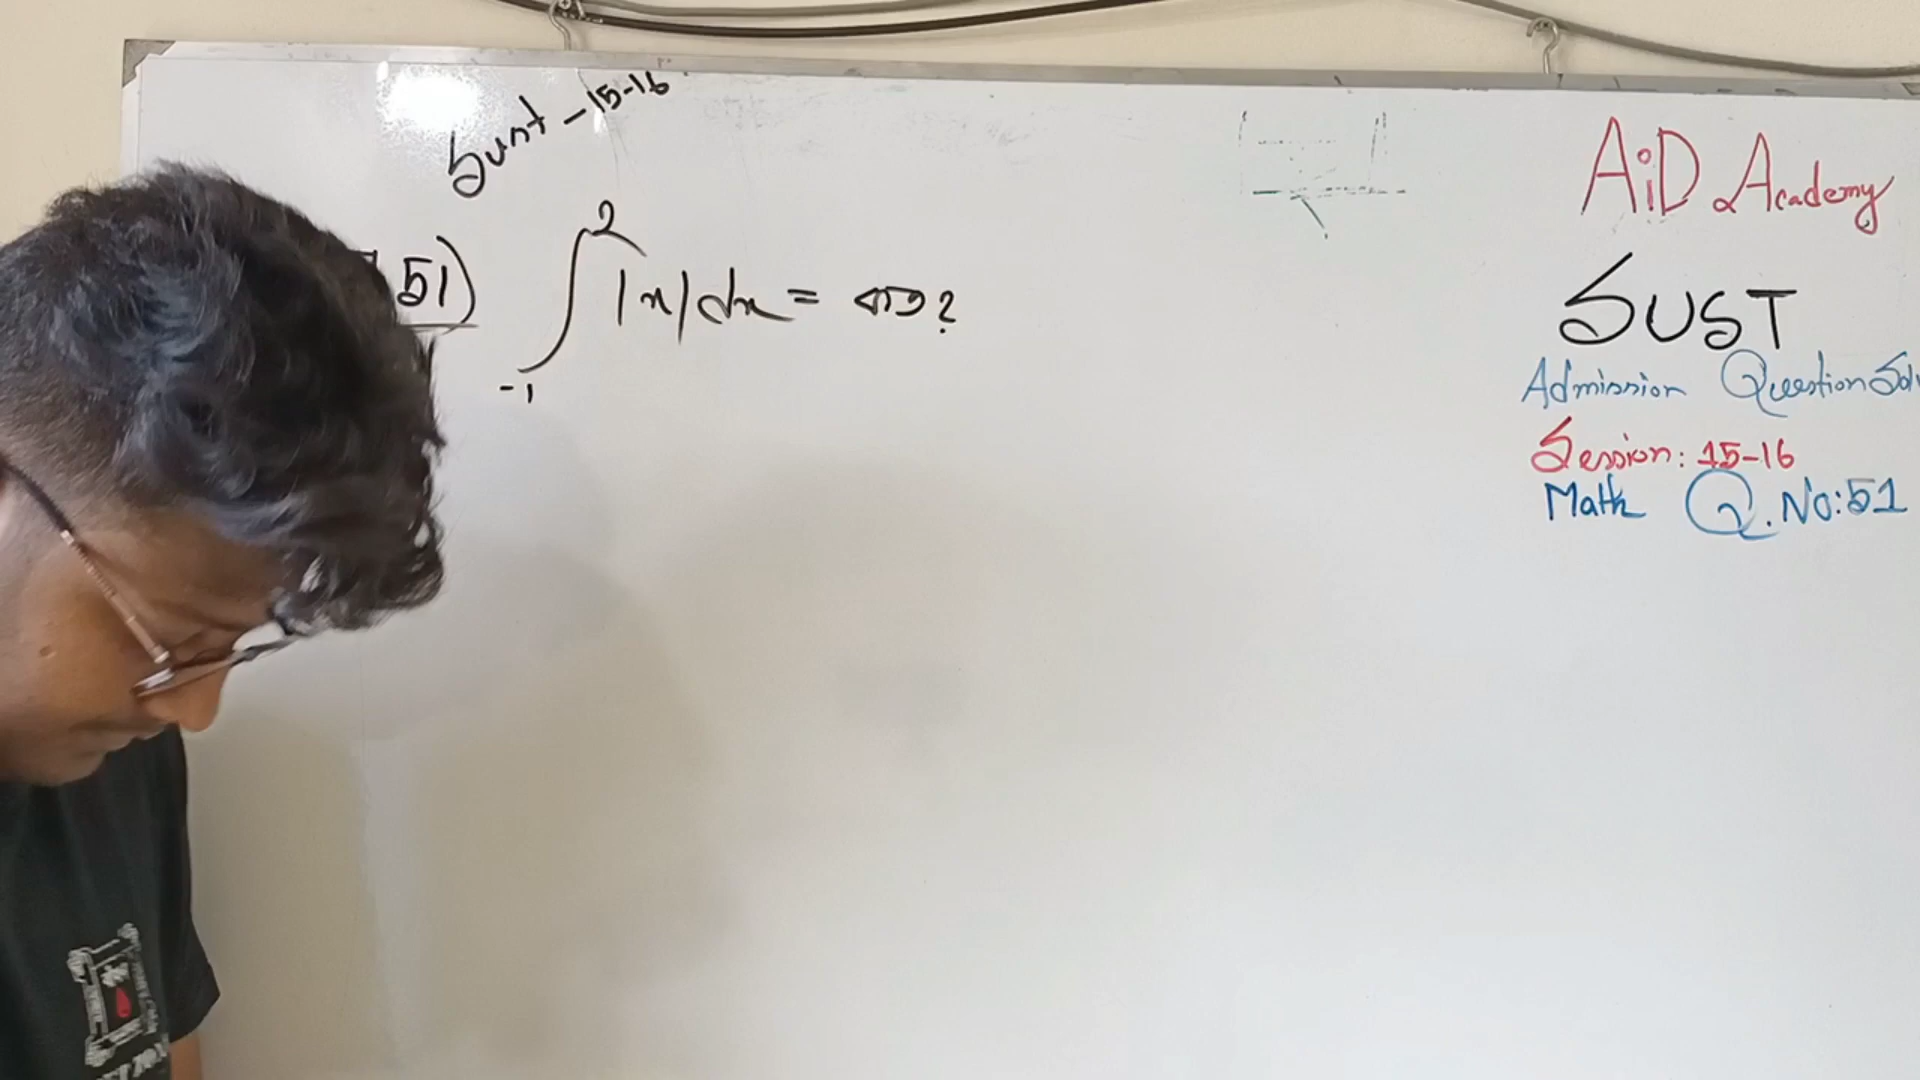 Sust - 15-16
51) ∫₋₁² |x| dx = কত?
AiD Academy
SUST
Admission Question
Session: 15-16
Math Q. No: 51